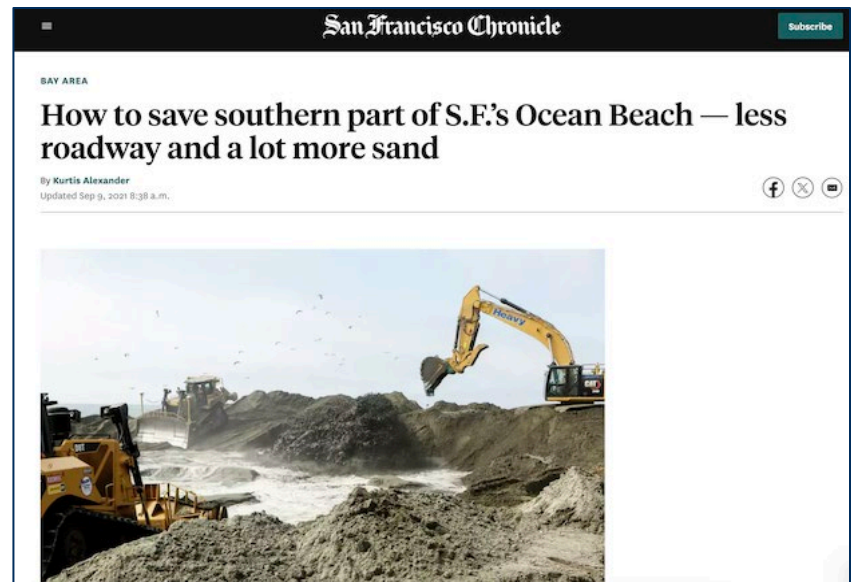 San Francisco Chronicle
Subscribe
BAY AREA
How to save southern part of S.F.'s Ocean Beach — less
roadway and a lot more sand
By Kurtis Alexander
Updated Sep 9, 2021 8:38 a.m.
Heavy
CAT